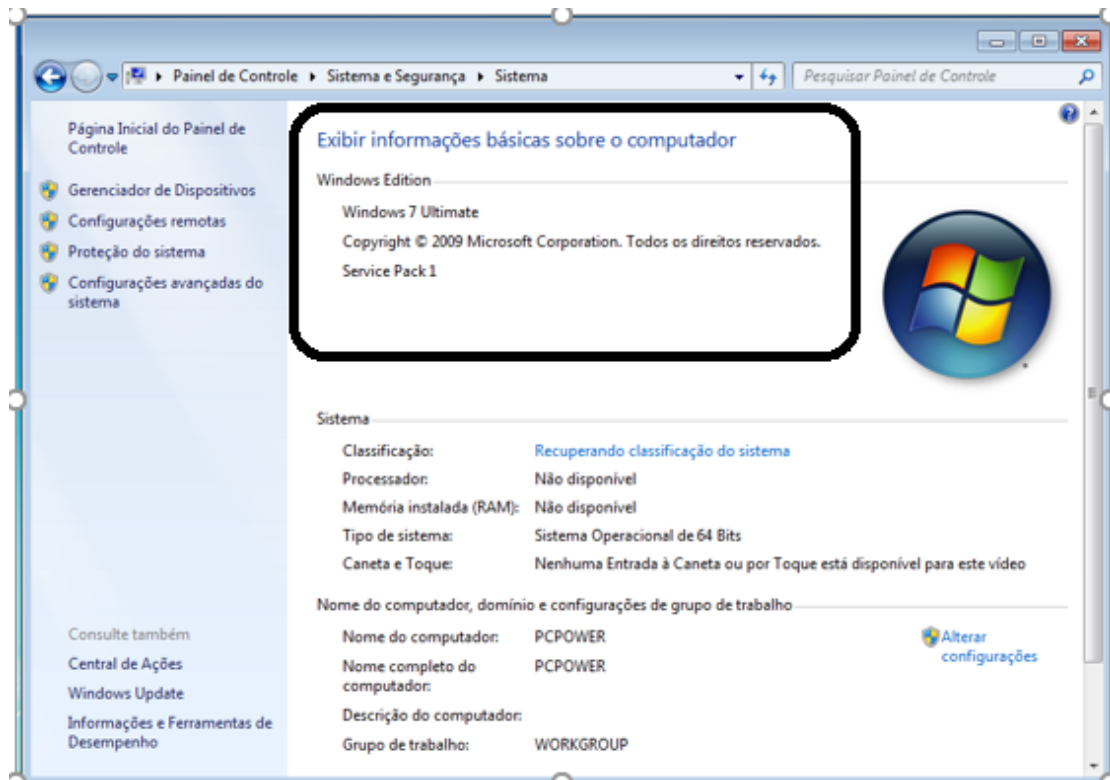 Painel de Controle ▸ Sistema e Segurança ▸ Sistema
Pesquisar Painel de Controle
Página Inicial do Painel de
Controle
Gerenciador de Dispositivos
Configurações remotas
Proteção do sistema
Configurações avançadas do
sistema
Consulte também
Central de Ações
Windows Update
Informações e Ferramentas de
Desempenho
Exibir informações básicas sobre o computador
Windows Edition
Windows 7 Ultimate
Copyright © 2009 Microsoft Corporation. Todos os direitos reservados.
Service Pack 1
Sistema
Classificação: Recuperando classificação do sistema
Processador: Não disponível
Memória instalada (RAM): Não disponível
Tipo de sistema: Sistema Operacional de 64 Bits
Caneta e Toque: Nenhuma Entrada à Caneta ou por Toque está disponível para este vídeo
Nome do computador, domínio e configurações de grupo de trabalho
Nome do computador: PCPOWER
Alterar
configurações
Nome completo do
computador: PCPOWER
Descrição do computador:
Grupo de trabalho: WORKGROUP